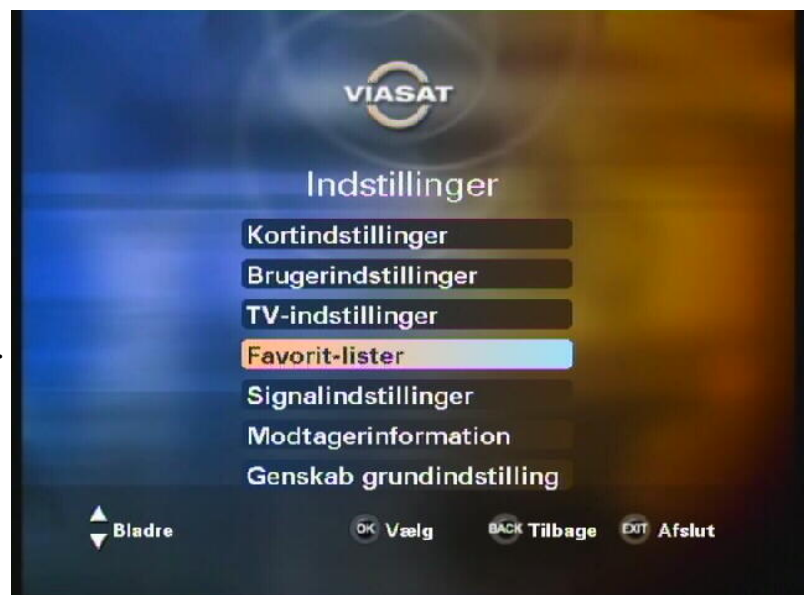 VIASAT
Indstillinger
Kortindstillinger
Brugerindstillinger
TV-indstillinger
Favorit-lister
Signalindstillinger
Modtagerinformation
Genskab grundindstilling
Bladre OK Vælg BACK Tilbage EXIT Afslut